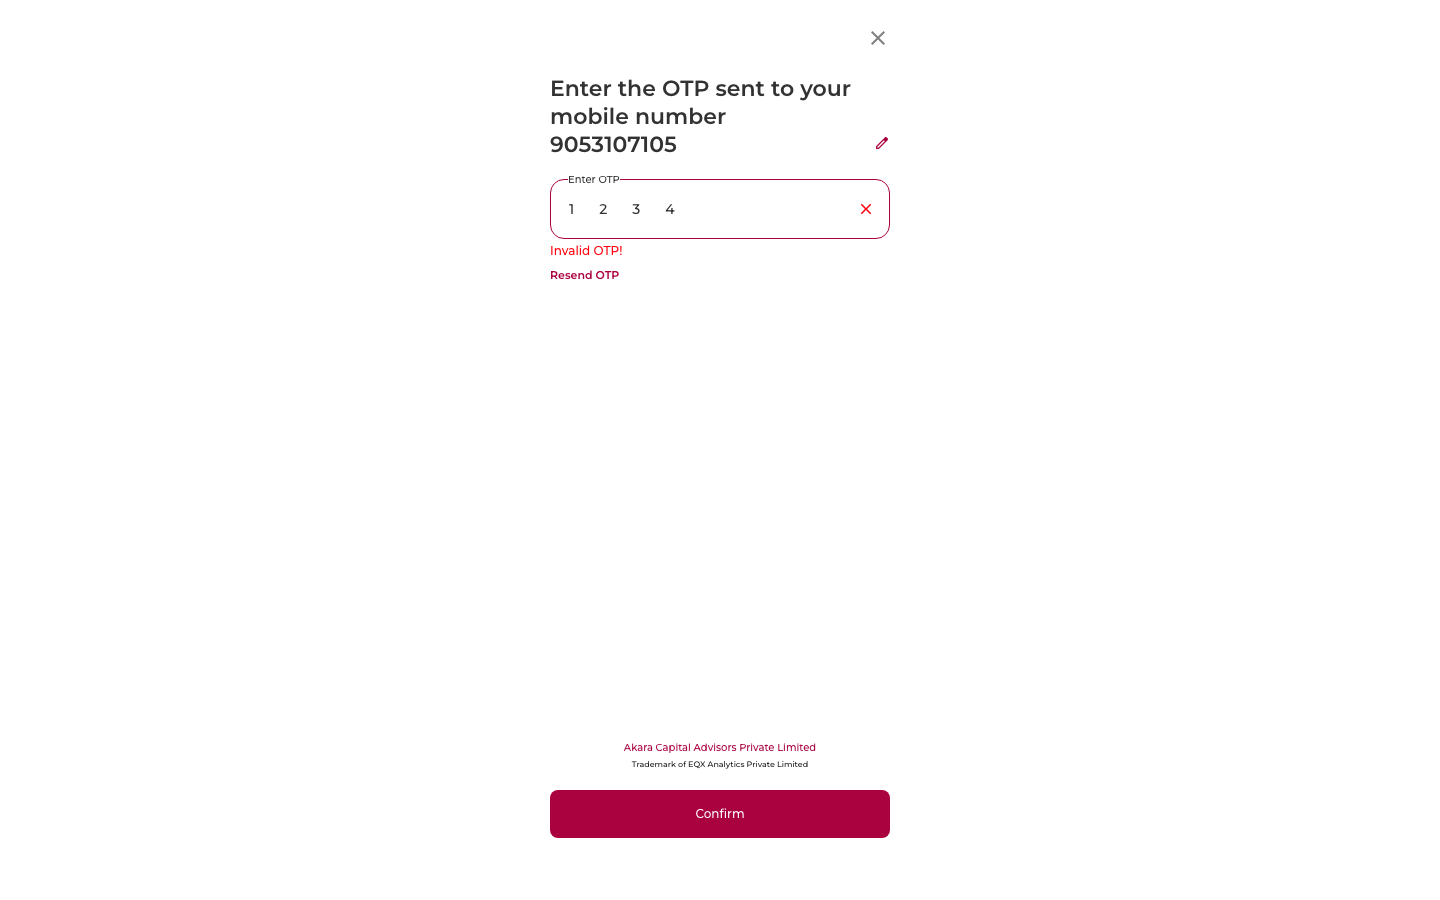 Enter the OTP sent to your
mobile number
9053107105
Enter OTP
1 2 3 4
Invalid OTP!
Resend OTP
Akara Capital Advisors Private Limited
Trademark of EQX Analytics Private Limited
Confirm